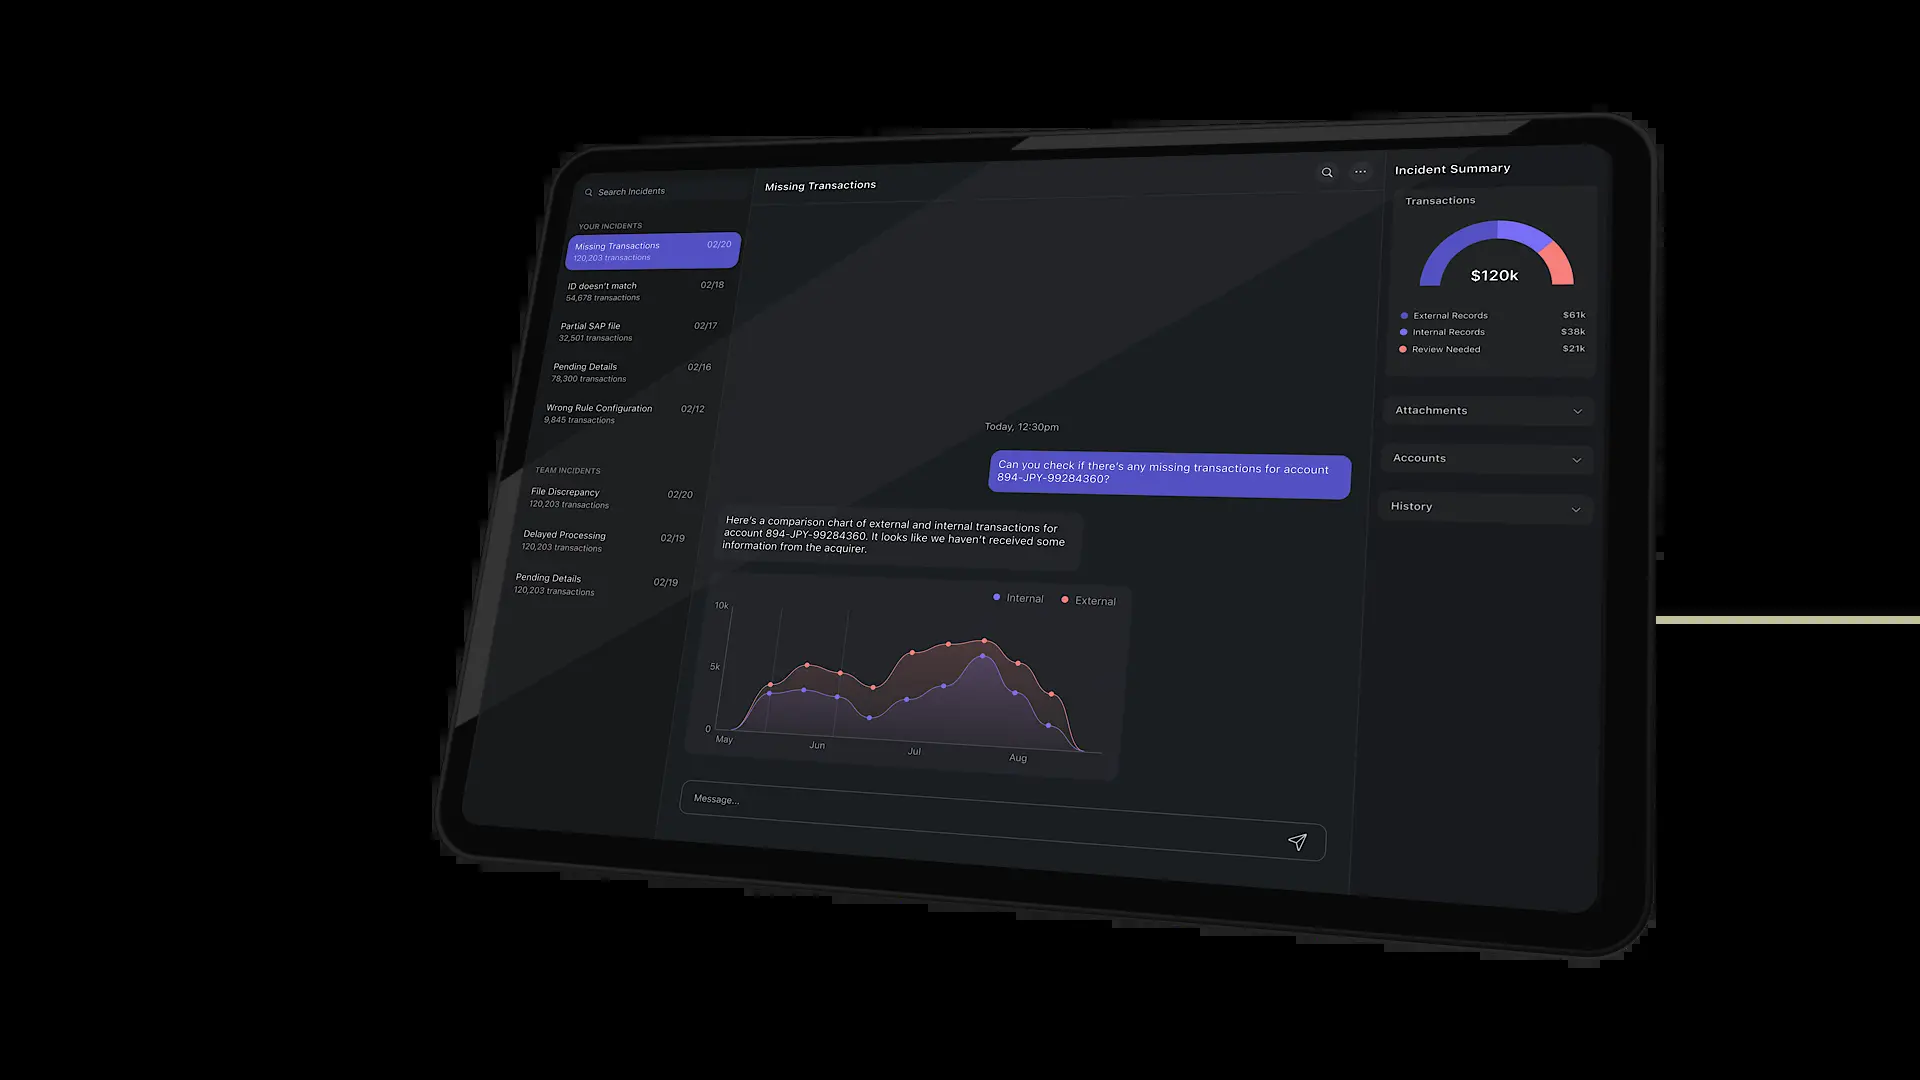 Search Incidents
YOUR INCIDENTS
Missing Transactions 02/20
120,203 transactions
ID doesn't match 02/18
54,678 transactions
Partial SAP file 02/17
32,501 transactions
Pending Details 02/16
78,300 transactions
Wrong Rule Configuration 02/12
9,845 transactions
TEAM INCIDENTS
File Discrepancy 02/20
120,203 transactions
Delayed Processing 02/19
120,203 transactions
Pending Details 02/19
120,203 transactions
Missing Transactions
Today, 12:30pm
Can you check if there's any missing transactions for account
894-JPY-99284360?
Here's a comparison chart of external and internal transactions for
account 894-JPY-99284360. It looks like we haven't received some
information from the acquirer.
Internal External
10k
5k
0
May Jun Jul Aug
Message...
Incident Summary
Transactions
$120k
External Records $61k
Internal Records $38k
Review Needed $21k
Attachments
Accounts
History